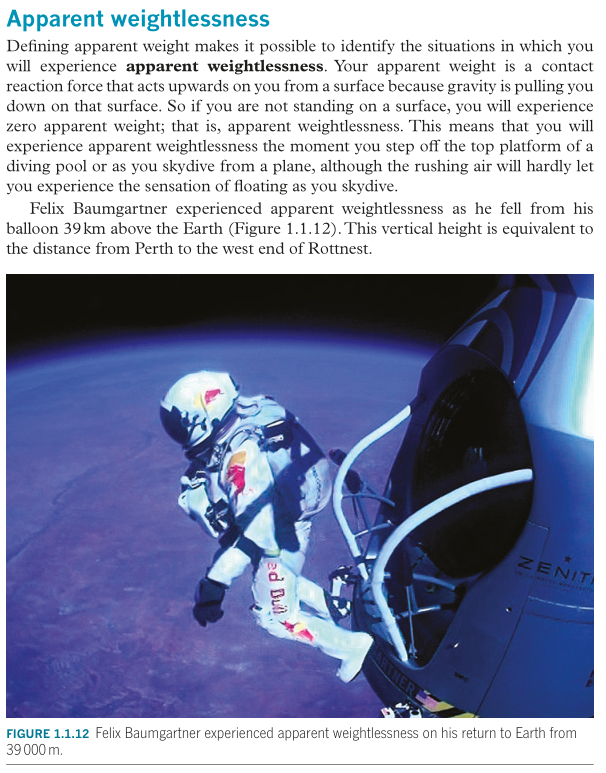 Apparent weightlessness
Defining apparent weight makes it possible to identify the situations in which you
will experience apparent weightlessness. Your apparent weight is a contact
reaction force that acts upwards on you from a surface because gravity is pulling you
down on that surface. So if you are not standing on a surface, you will experience
zero apparent weight; that is, apparent weightlessness. This means that you will
experience apparent weightlessness the moment you step off the top platform of a
diving pool or as you skydive from a plane, although the rushing air will hardly let
you experience the sensation of floating as you skydive.
Felix Baumgartner experienced apparent weightlessness as he fell from his
balloon 39 km above the Earth (Figure 1.1.12). This vertical height is equivalent to
the distance from Perth to the west end of Rottnest.
ZENIT
FIGURE 1.1.12 Felix Baumgartner experienced apparent weightlessness on his return to Earth from
39 000 m.